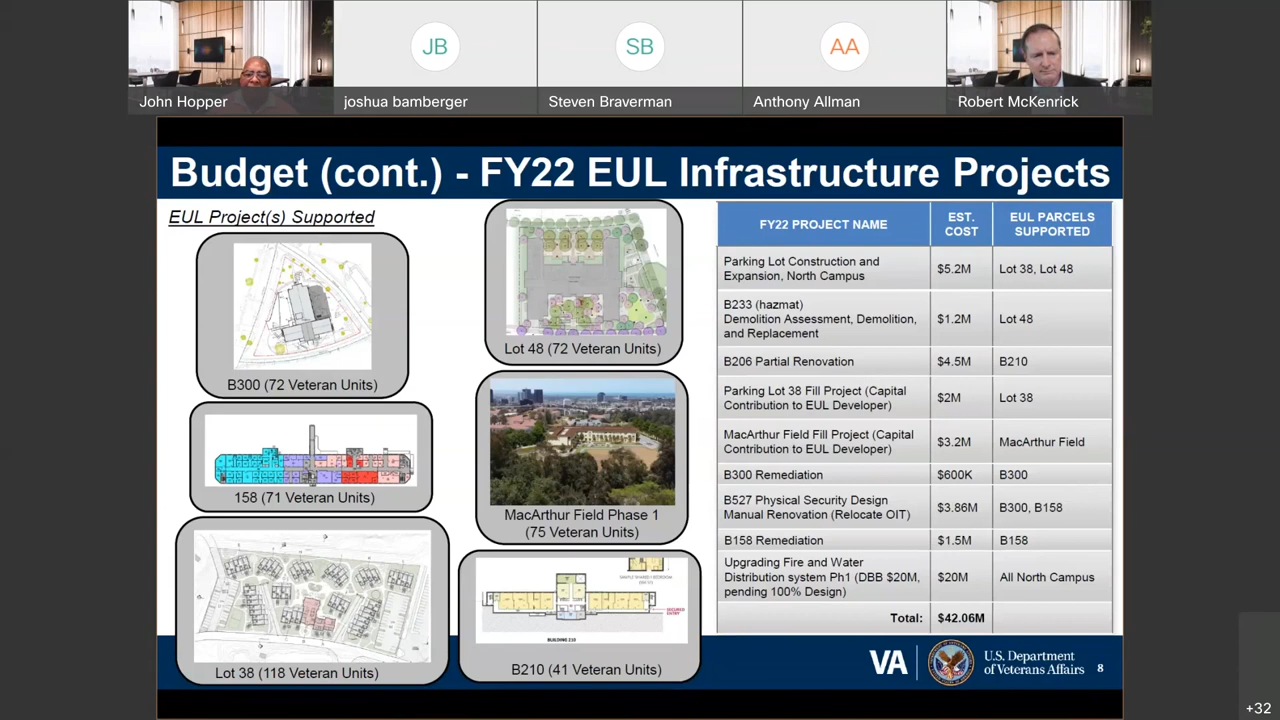 JB
SB
AA
John Hopper
joshua bamberger
Steven Braverman
Anthony Allman
Robert McKenrick
Budget (cont.) - FY22 EUL Infrastructure Projects
EUL Project(s) Supported
B300 (72 Veteran Units)
158 (71 Veteran Units)
Lot 38 (118 Veteran Units)
Lot 48 (72 Veteran Units)
MacArthur Field Phase 1
(75 Veteran Units)
BUILDING 210
SECURED
ENTRY
B210 (41 Veteran Units)
FY22 PROJECT NAME
EST.
COST
EUL PARCELS
SUPPORTED
Parking Lot Construction and
Expansion, North Campus
$5.2M
Lot 38, Lot 48
B233 (hazmat)
Demolition Assessment, Demolition,
and Replacement
$1.2M
Lot 48
B206 Partial Renovation
$4.5M
B210
Parking Lot 38 Fill Project (Capital
Contribution to EUL Developer)
$2M
Lot 38
MacArthur Field Fill Project (Capital
Contribution to EUL Developer)
$3.2M
MacArthur Field
B300 Remediation
$600K
B300
B527 Physical Security Design
Manual Renovation (Relocate OIT)
$3.86M
B300, B158
B158 Remediation
$1.5M
B158
Upgrading Fire and Water
Distribution system Ph1 (DBB $20M,
pending 100% Design)
$20M
All North Campus
Total:
$42.06M
VA
U.S. Department
of Veterans Affairs
8
+32